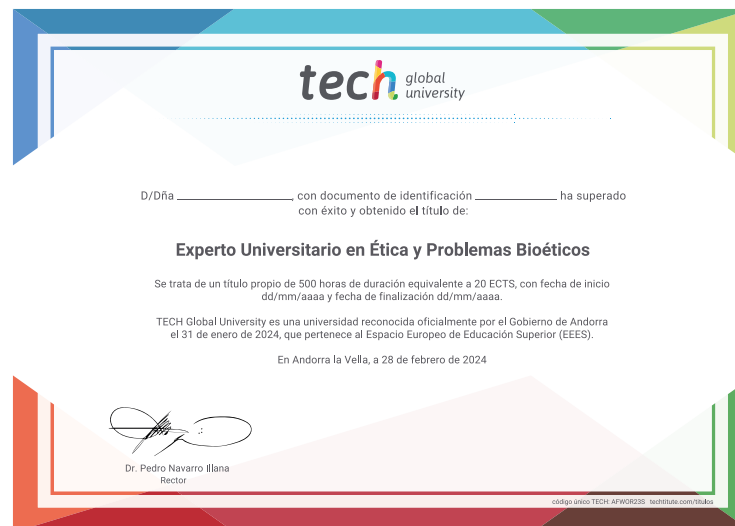 tech global university
D/Dña ____________________, con documento de identificación ______________ ha superado
con éxito y obtenido el título de:
Experto Universitario en Ética y Problemas Bioéticos
Se trata de un título propio de 500 horas de duración equivalente a 20 ECTS, con fecha de inicio
dd/mm/aaaa y fecha de finalización dd/mm/aaaa.
TECH Global University es una universidad reconocida oficialmente por el Gobierno de Andorra
el 31 de enero de 2024, que pertenece al Espacio Europeo de Educación Superior (EEES).
En Andorra la Vella, a 28 de febrero de 2024
Dr. Pedro Navarro Illana
Rector
código único TECH: AFWOR23S techtitute.com/titulos